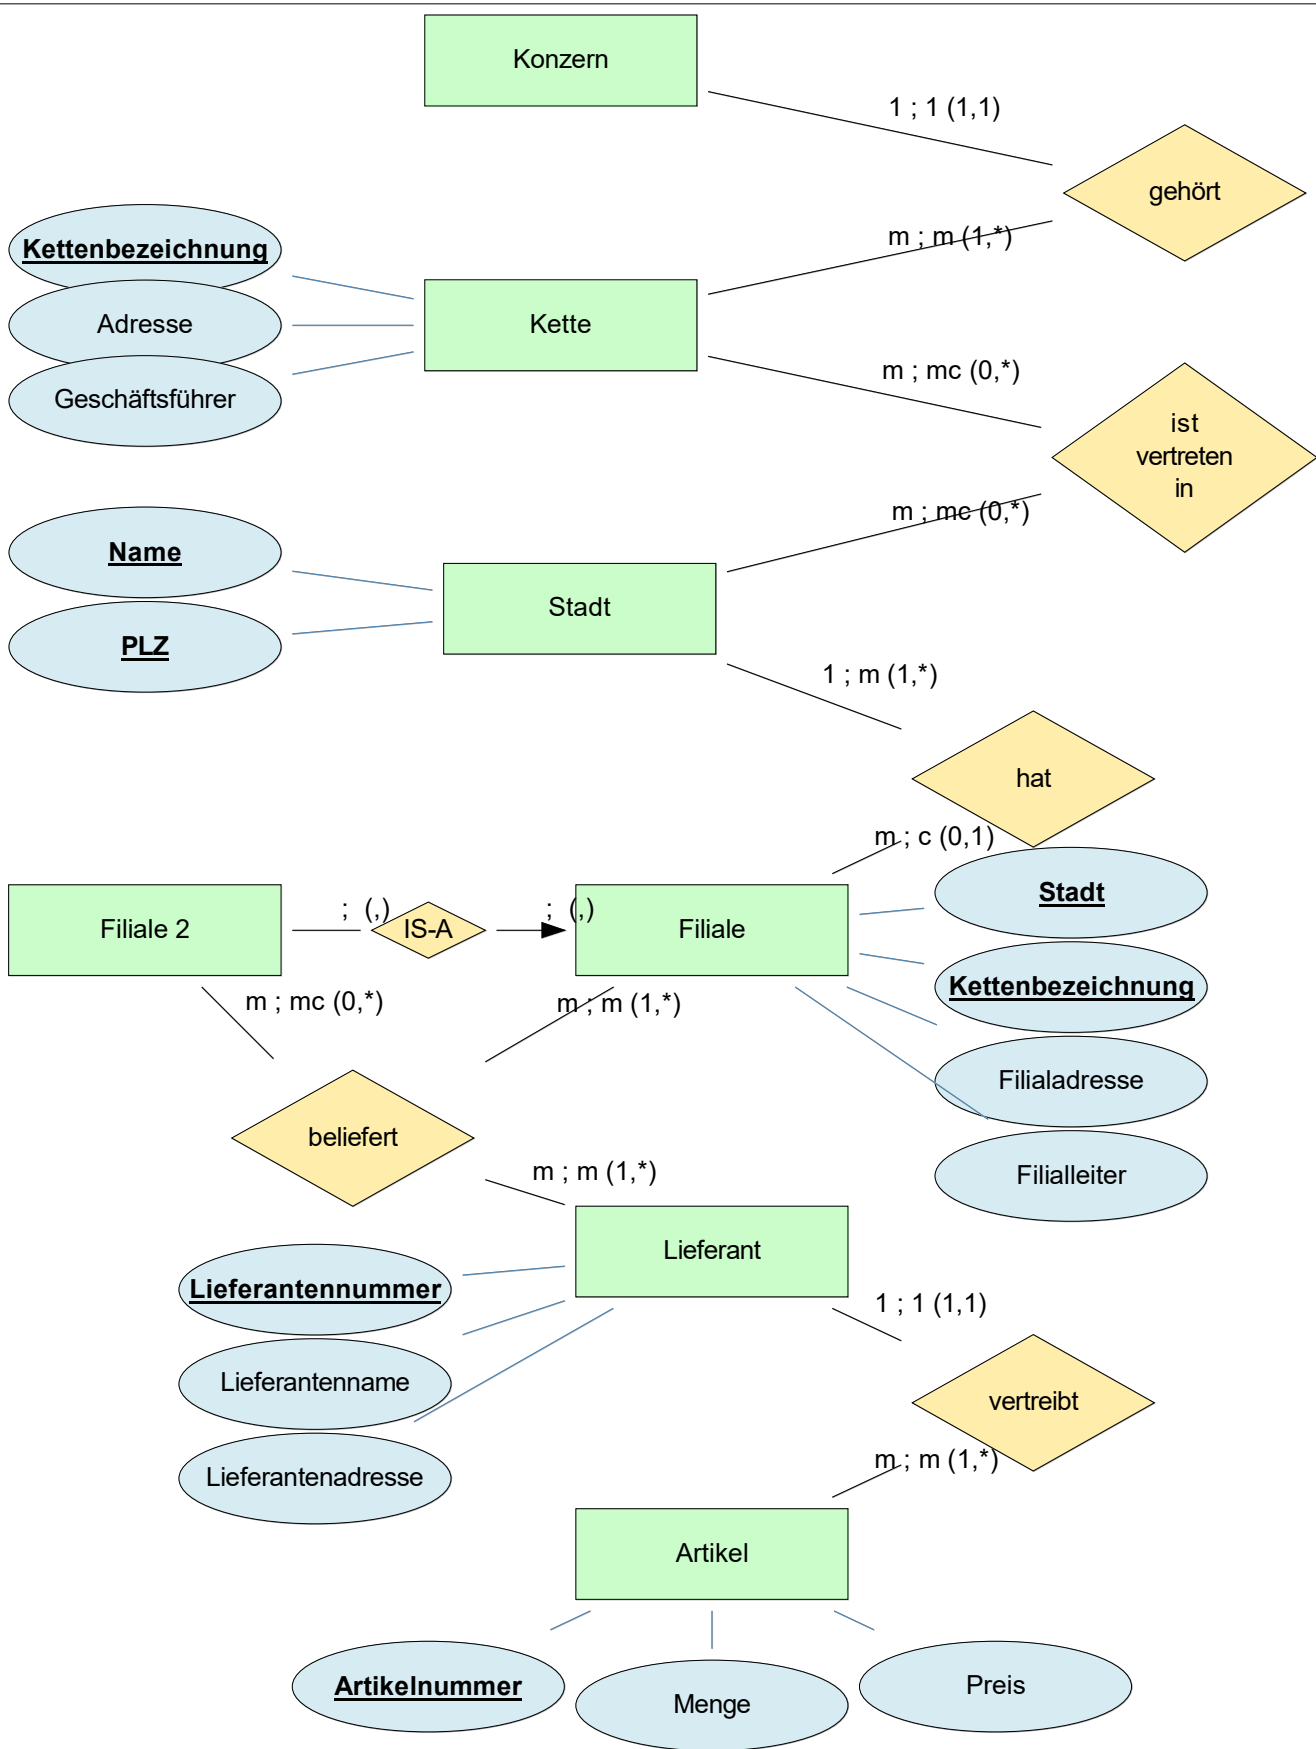 Konzern
1 ; 1 (1,1)
gehört
m ; m (1,*)
Kettenbezeichnung
Adresse
Kette
Geschäftsführer
m ; mc (0,*)
ist
vertreten
in
m ; mc (0,*)
Name
Stadt
PLZ
1 ; m (1,*)
hat
m ; c (0,1)
Stadt
Filiale 2
; (,)
IS-A
; (,)
Filiale
Kettenbezeichnung
m ; mc (0,*)
m ; m (1,*)
Filialadresse
beliefert
m ; m (1,*)
Filialleiter
Lieferant
Lieferantennummer
1 ; 1 (1,1)
Lieferantenname
vertreibt
m ; m (1,*)
Lieferantenadresse
Artikel
Artikelnummer
Menge
Preis